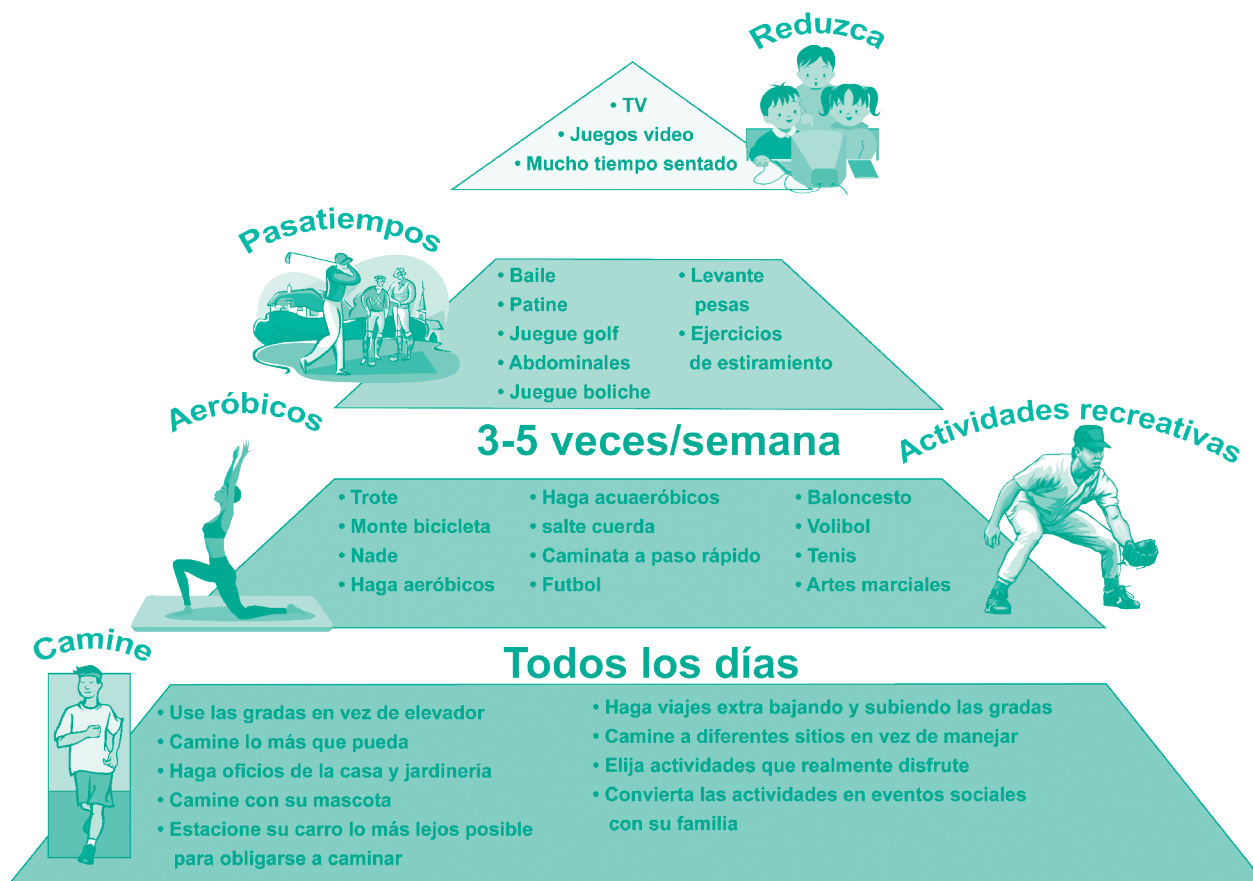 Reduzca
• TV
• Juegos video
• Mucho tiempo sentado
Pasatiempos
• Baile
• Patine
• Juegue golf
• Abdominales
• Juegue boliche
• Levante
pesas
• Ejercicios
de estiramiento
Aeróbicos
3-5 veces/semana
Actividades recreativas
• Trote
• Monte bicicleta
• Nade
• Haga aeróbicos
• Haga acuaeróbicos
• salte cuerda
• Caminata a paso rápido
• Futbol
• Baloncesto
• Volibol
• Tenis
• Artes marciales
Camine
Todos los días
• Use las gradas en vez de elevador
• Camine lo más que pueda
• Haga oficios de la casa y jardinería
• Camine con su mascota
• Estacione su carro lo más lejos posible
para obligarse a caminar
• Haga viajes extra bajando y subiendo las gradas
• Camine a diferentes sitios en vez de manejar
• Elija actividades que realmente disfrute
• Convierta las actividades en eventos sociales
con su familia